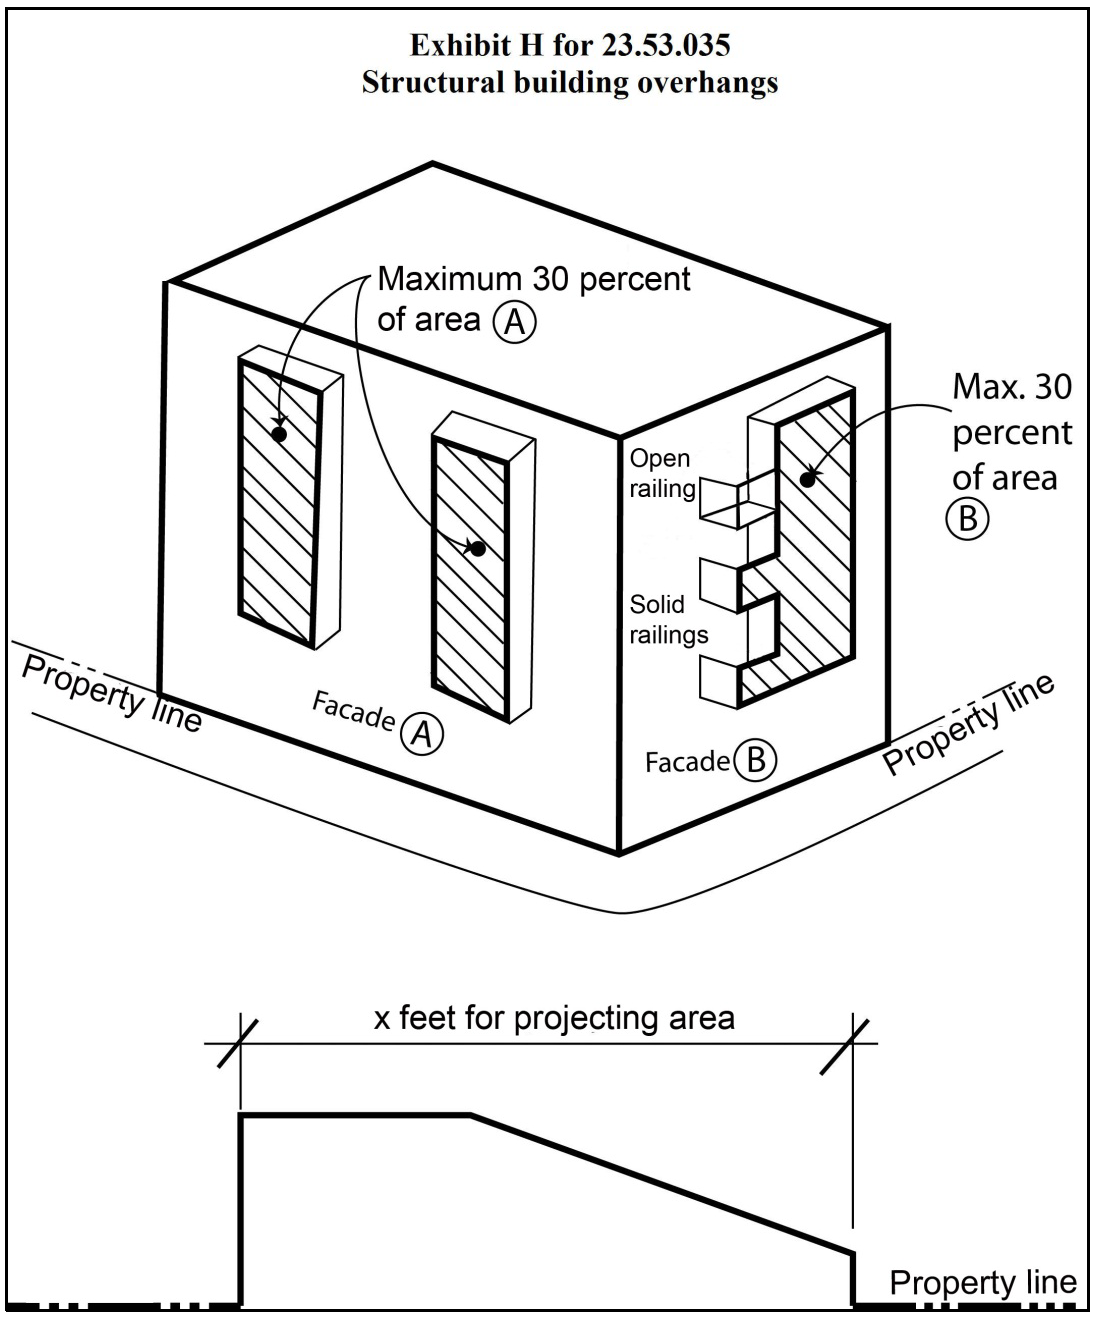 Exhibit H for 23.53.035
Structural building overhangs
Maximum 30 percent
of area Ⓐ
Max. 30
percent
of area
Ⓑ
Open
railing
Solid
railings
Property line
Facade Ⓐ
Facade Ⓑ
Property line
x feet for projecting area
Property line